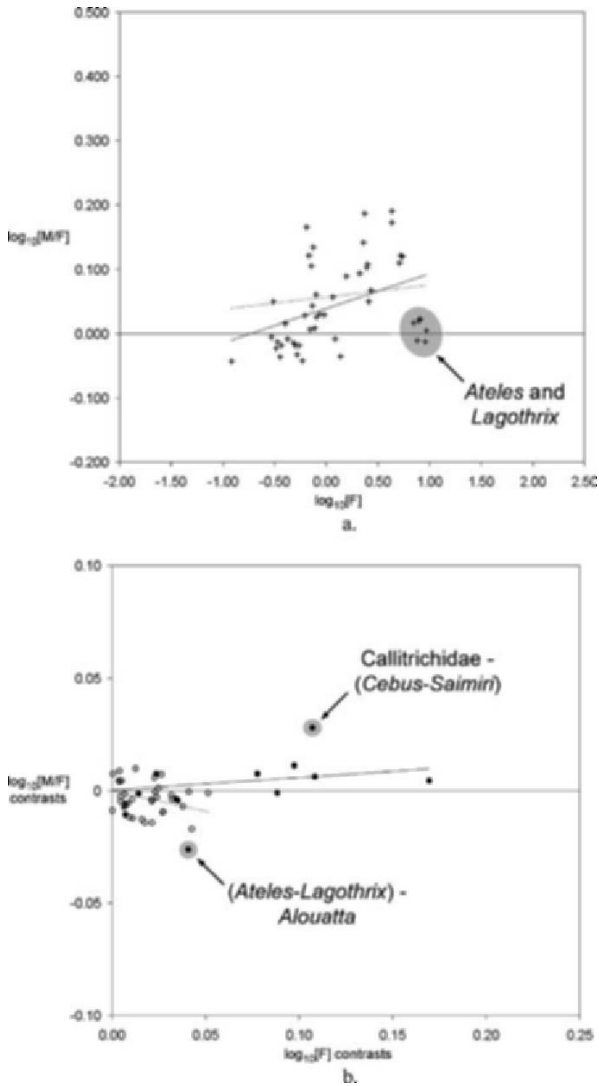 0.500
0.400
0.300
0.200
log10[M/F]
0.100
0.000
-0.100
-0.200
Ateles and
Lagothrix
-2.00 -1.50 -1.00 -0.50 0.00 0.50 1.00 1.50 2.00 2.50
log10[F]
a.
0.10
0.05
log10[M/F]
contrasts
0
-0.05
-0.10
Callitrichidae -
(Cebus-Saimiri)
(Ateles-Lagothrix) -
Alouatta
0.00 0.05 0.10 0.15 0.20 0.25
log10[F] contrasts
b.